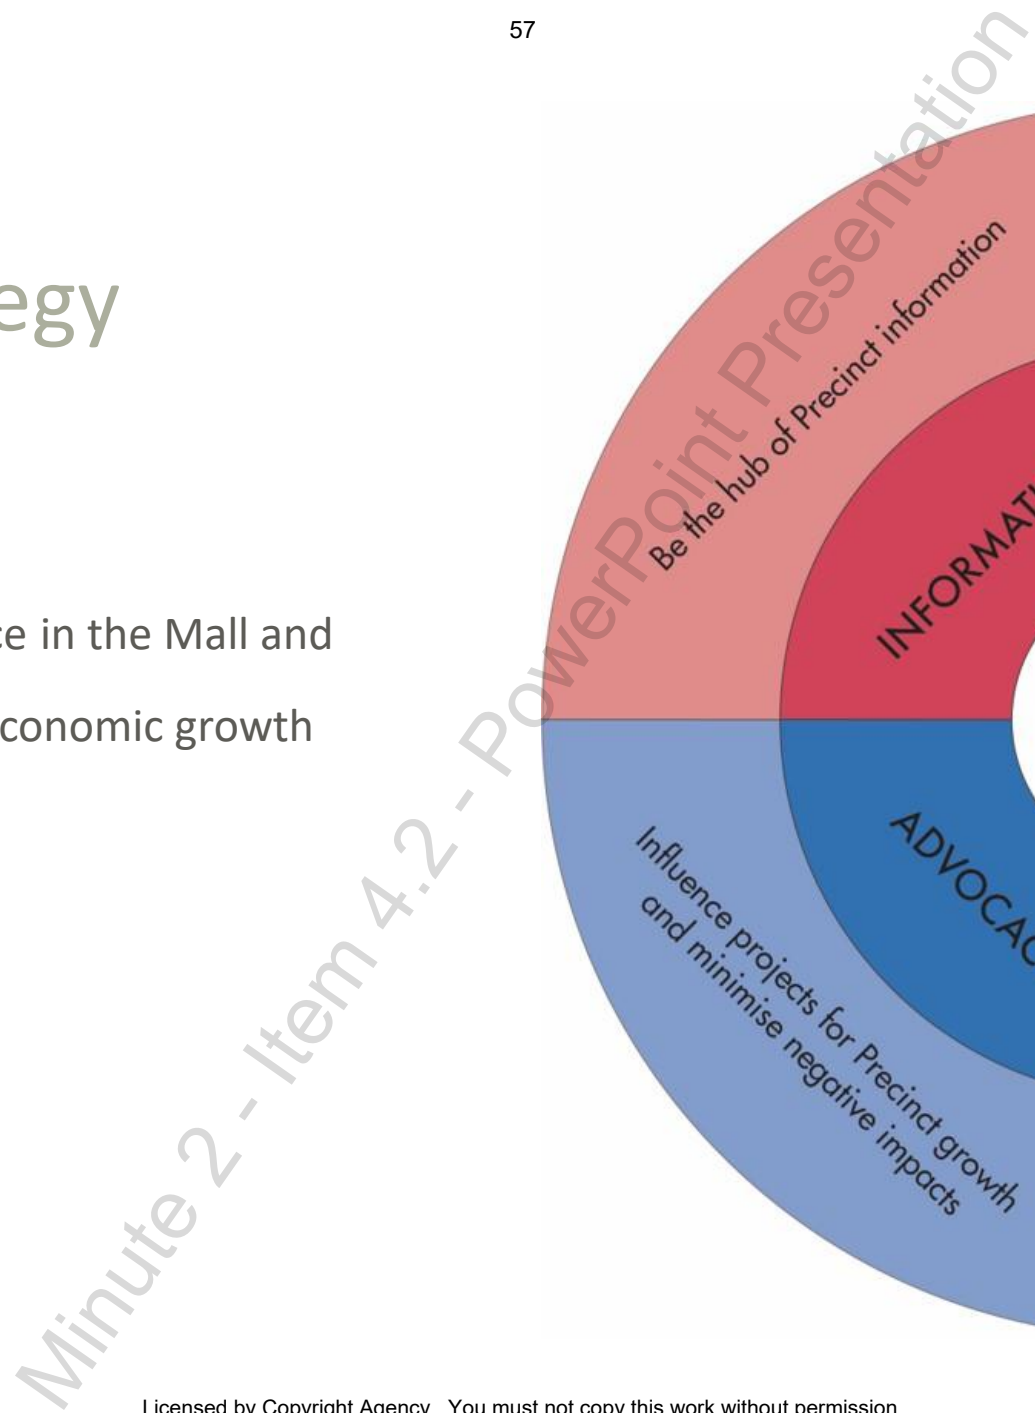 57
egy
ce in the Mall and
conomic growth
Be the hub of Precinct information
INFORMATI
ADVOCAC
Influence projects for Precinct growth
and minimise negative impacts
Minute 2 - Item 4.2 - PowerPoint Presentation
Licensed by Copyright Agency. You must not copy this work without permission